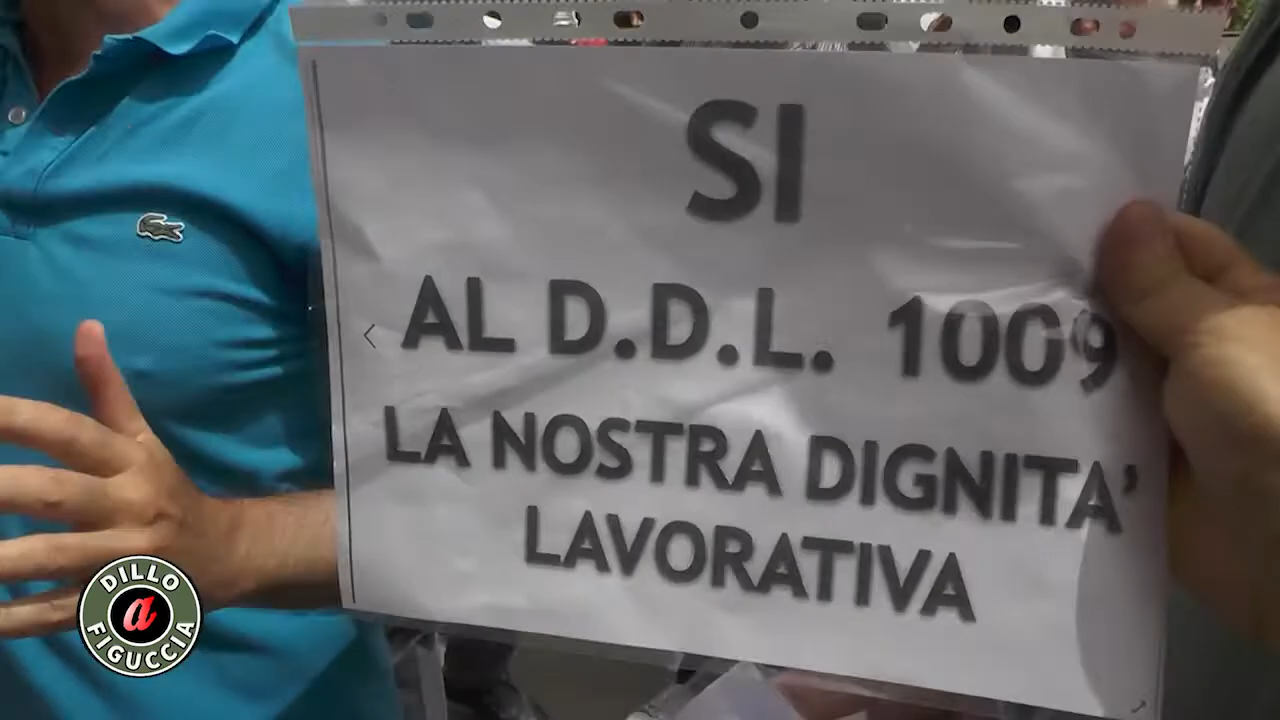 SI
AL D.D.L. 1009
LA NOSTRA DIGNITA'
LAVORATIVA
DILLO
a
FIGUCCIA